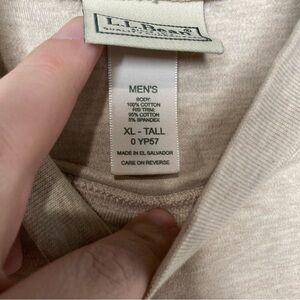 L.L.Bean
MEN'S
BODY:
100% COTTON
RIB TRIM:
95% COTTON
5% SPANDEX
XL - TALL
0 YP57
MADE IN EL SALVADOR
CARE ON REVERSE